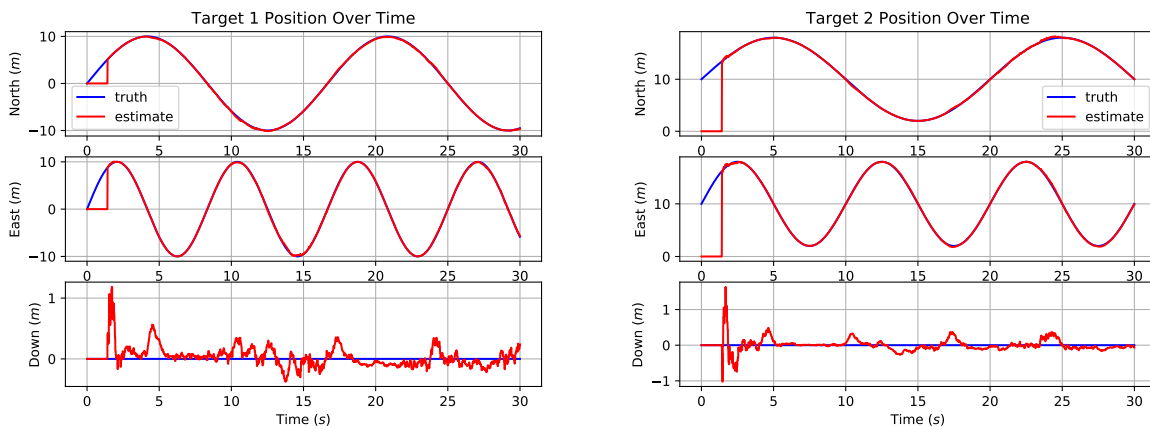 Target 1 Position Over Time
North (m)
10
0
−10
truth
estimate
0 5 10 15 20 25 30
East (m)
10
0
−10
0 5 10 15 20 25 30
Down (m)
1
0
0 5 10 15 20 25 30
Time (s)
Target 2 Position Over Time
North (m)
10
0
truth
estimate
0 5 10 15 20 25 30
East (m)
10
0
0 5 10 15 20 25 30
Down (m)
1
0
−1
0 5 10 15 20 25 30
Time (s)